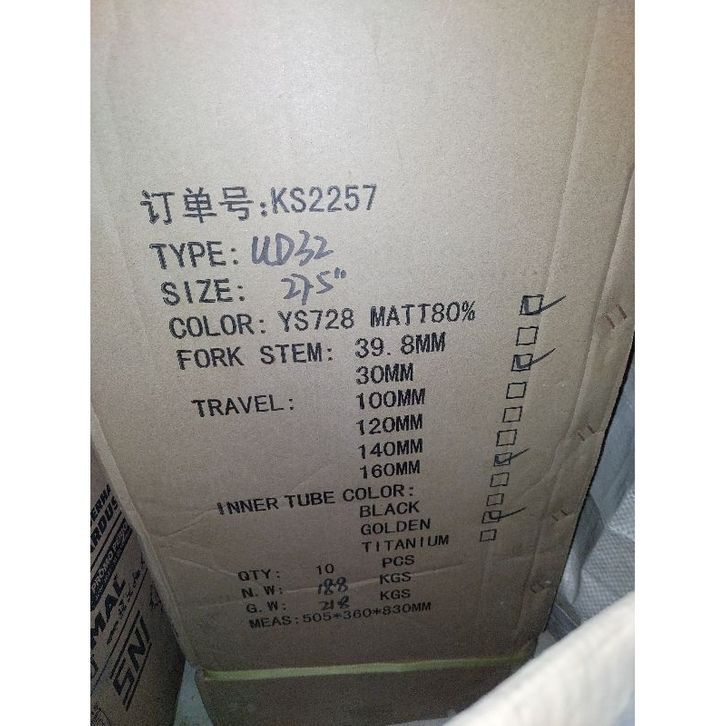 订单号:KS2257
TYPE: UD32
SIZE: 27.5"
COLOR: YS728 MATT80%
FORK STEM: 39.8MM
30MM
TRAVEL: 100MM
120MM
140MM
160MM
INNER TUBE COLOR:
BLACK
GOLDEN
TITANIUM
QTY: 10 PCS
N.W: 188 KGS
G.W: 218 KGS
MEAS:505*360*830MM
SNI